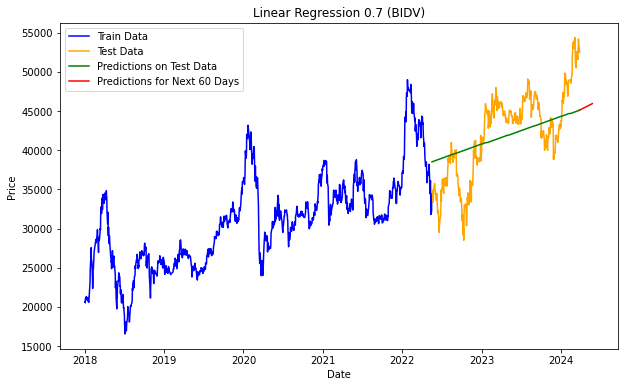 Linear Regression 0.7 (BIDV)
Train Data
Test Data
Predictions on Test Data
Predictions for Next 60 Days
55000
50000
45000
40000
35000
30000
25000
20000
15000
Price
2018 2019 2020 2021 2022 2023 2024
Date